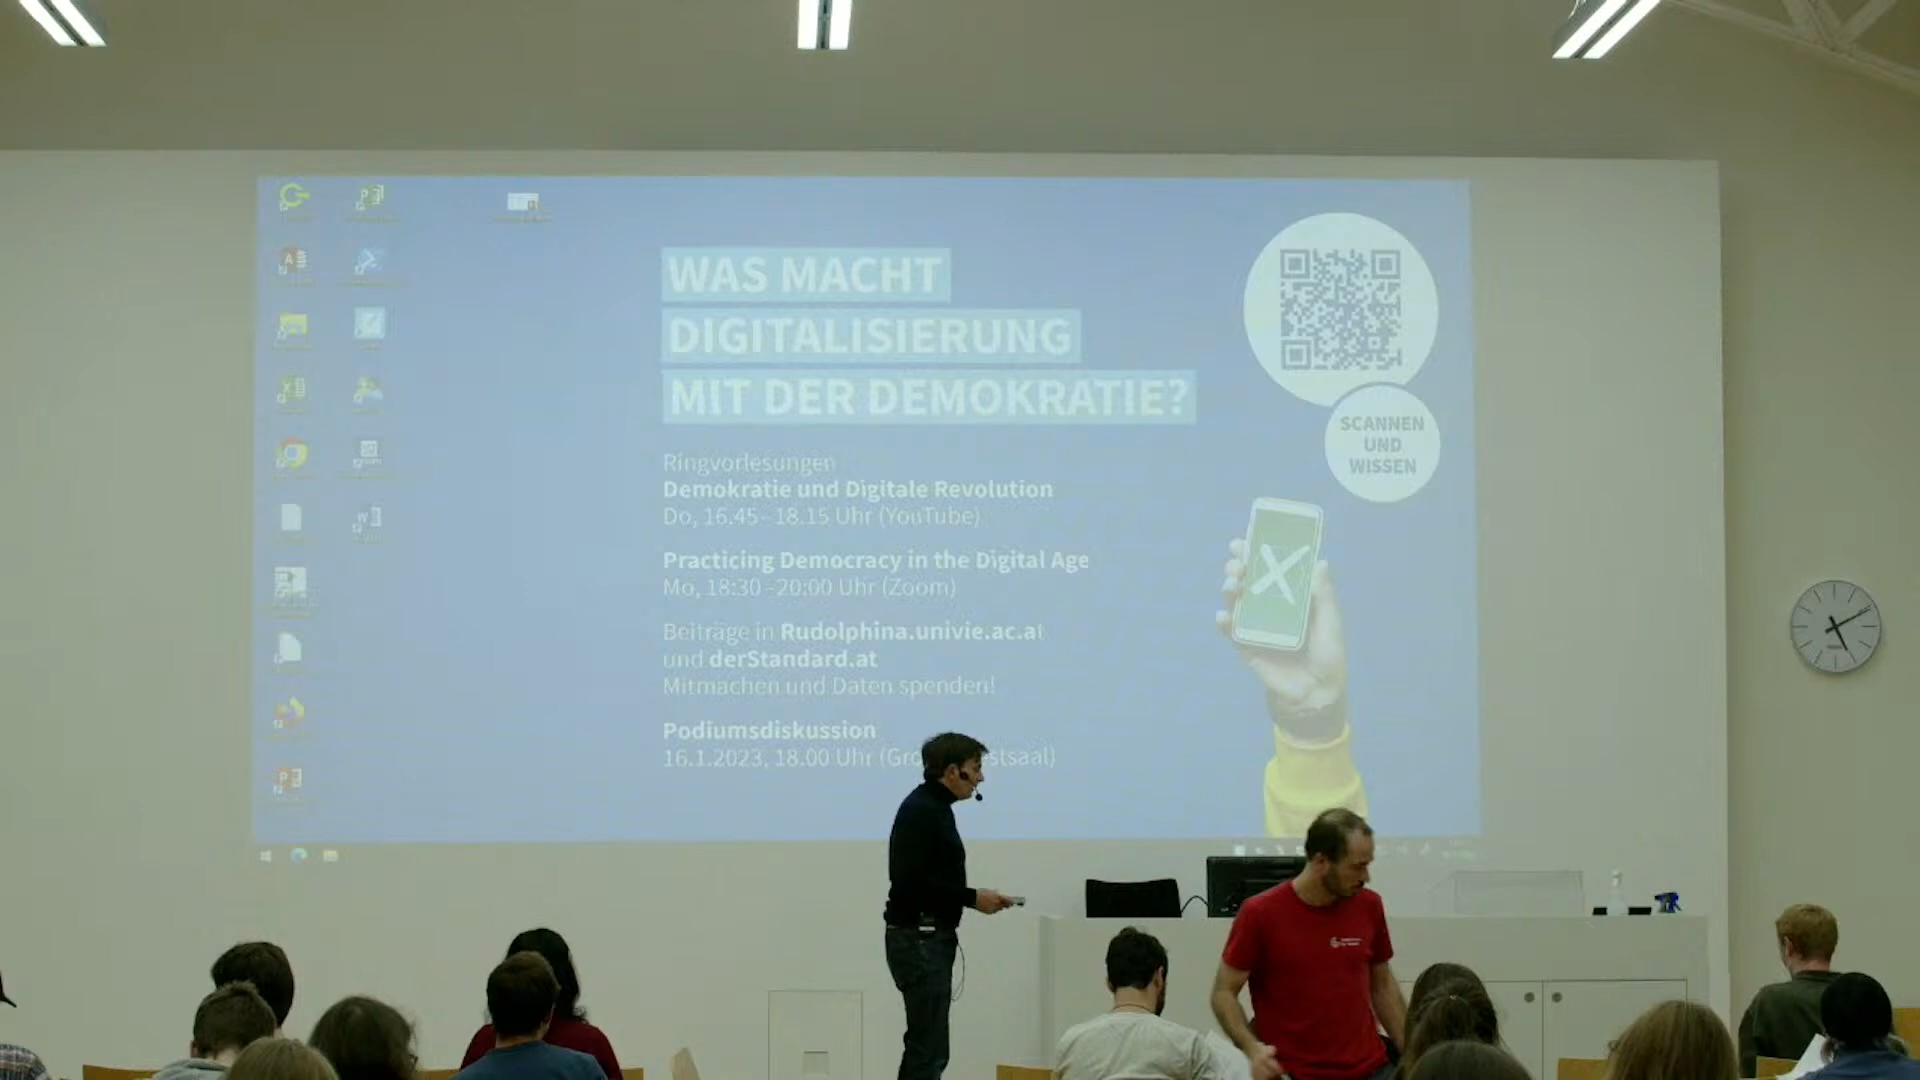 WAS MACHT
DIGITALISIERUNG
MIT DER DEMOKRATIE?
SCANNEN
UND
WISSEN
Ringvorlesungen
Demokratie und Digitale Revolution
Do, 16.45–18.15 Uhr (YouTube)
Practicing Democracy in the Digital Age
Mo, 18:30–20:00 Uhr (Zoom)
Beiträge in Rudolphina.univie.ac.at
und derStandard.at
Mitmachen und Daten spenden!
Podiumsdiskussion
16.1.2023, 18.00 Uhr (Gro stsaal)